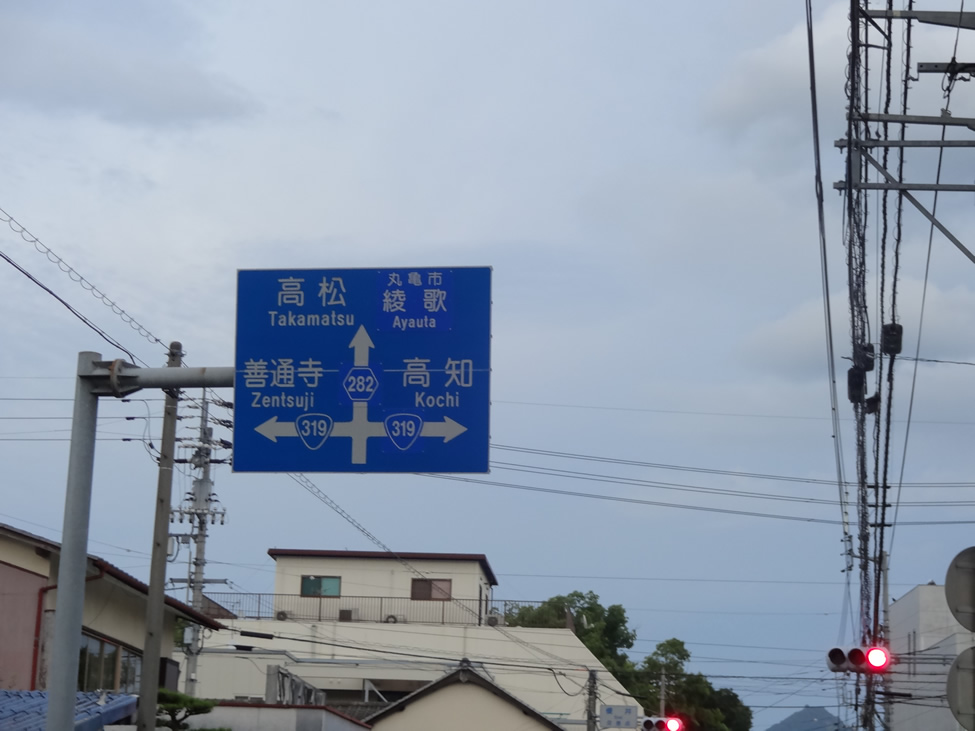 高松
Takamatsu
丸亀市
綾歌
Ayauta
善通寺
Zentsuji
282
高知
Kochi
319
319